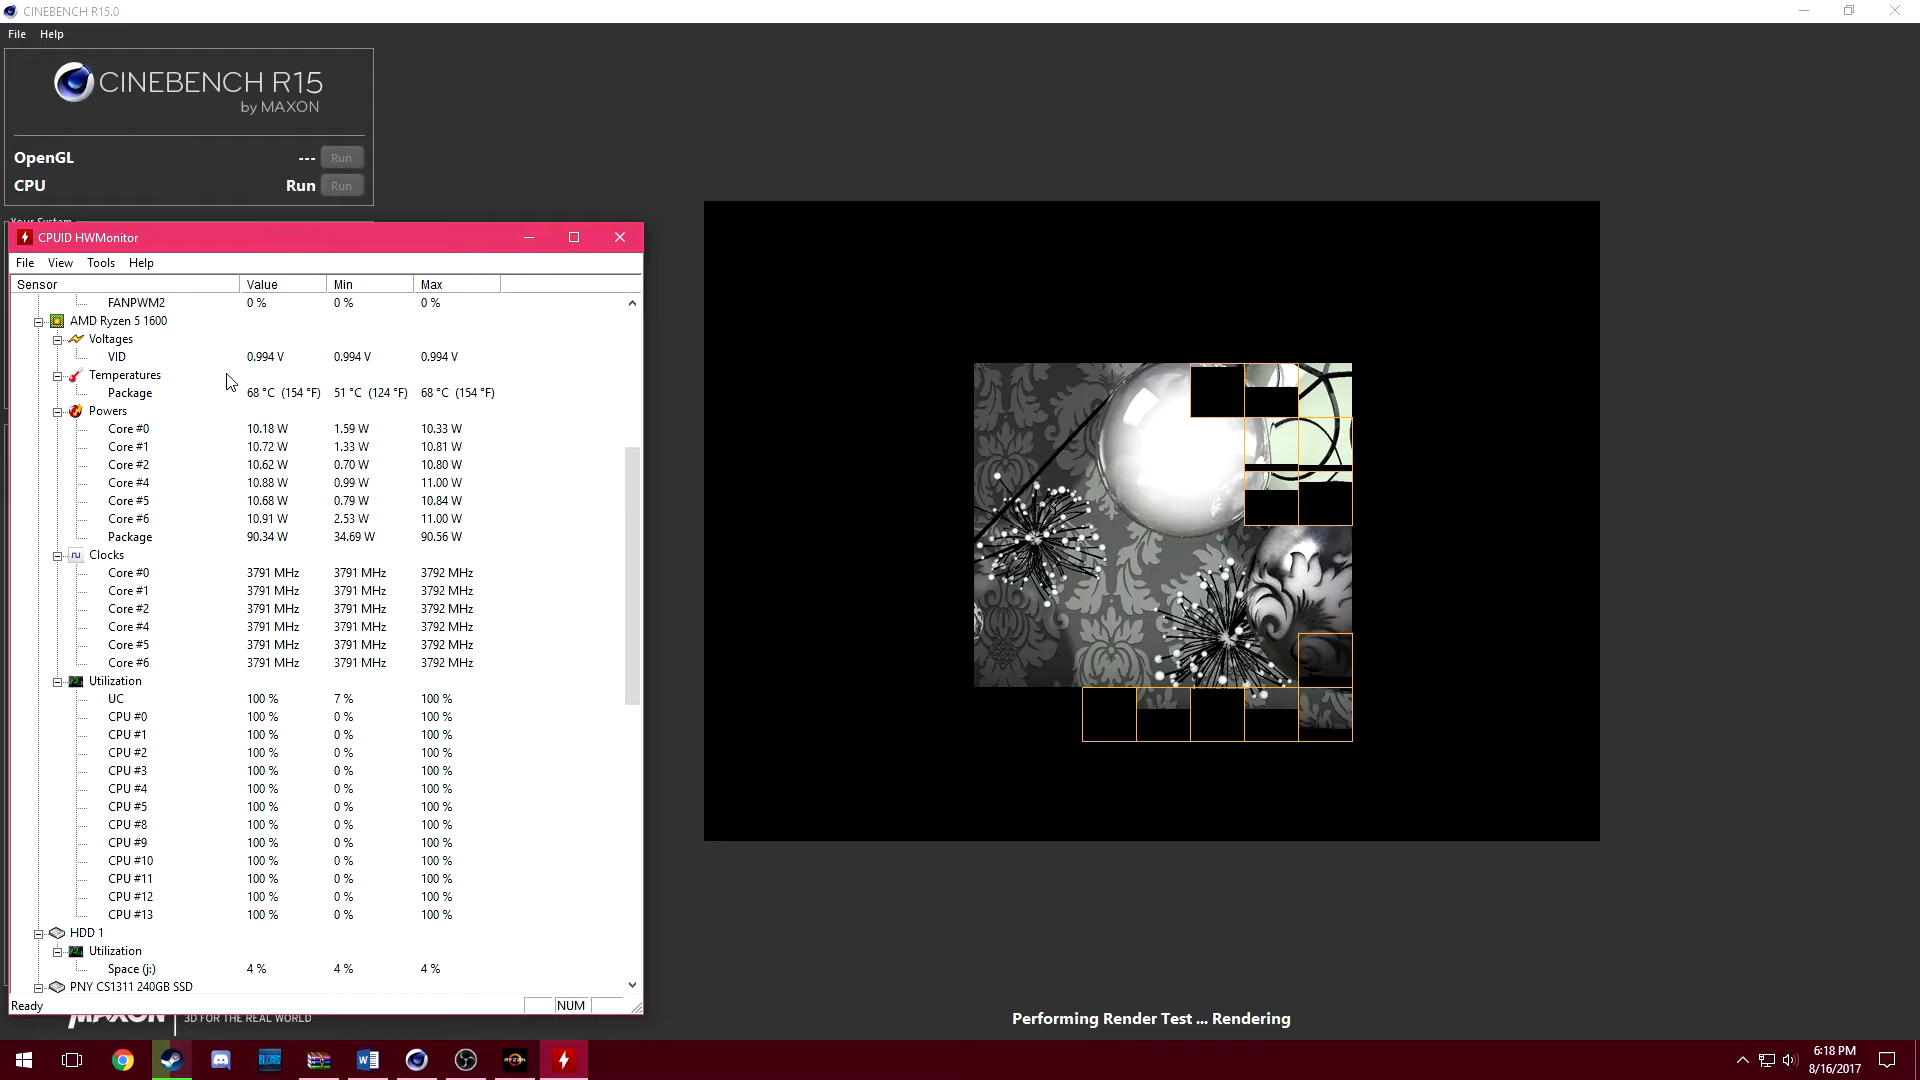 CINEBENCH R15.0
File Help
CINEBENCH R15
by MAXON
OpenGL --- Run
CPU Run Run
Your System
CPUID HWMonitor
File View Tools Help
Sensor Value Min Max
FANPWM2 0 % 0 % 0 %
AMD Ryzen 5 1600
Voltages
VID 0.994 V 0.994 V 0.994 V
Temperatures
Package 68 °C (154 °F) 51 °C (124 °F) 68 °C (154 °F)
Powers
Core #0 10.18 W 1.59 W 10.33 W
Core #1 10.72 W 1.33 W 10.81 W
Core #2 10.62 W 0.70 W 10.80 W
Core #4 10.88 W 0.99 W 11.00 W
Core #5 10.68 W 0.79 W 10.84 W
Core #6 10.91 W 2.53 W 11.00 W
Package 90.34 W 34.69 W 90.56 W
Clocks
Core #0 3791 MHz 3791 MHz 3792 MHz
Core #1 3791 MHz 3791 MHz 3792 MHz
Core #2 3791 MHz 3791 MHz 3792 MHz
Core #4 3791 MHz 3791 MHz 3792 MHz
Core #5 3791 MHz 3791 MHz 3792 MHz
Core #6 3791 MHz 3791 MHz 3792 MHz
Utilization
UC 100 % 7 % 100 %
CPU #0 100 % 0 % 100 %
CPU #1 100 % 0 % 100 %
CPU #2 100 % 0 % 100 %
CPU #3 100 % 0 % 100 %
CPU #4 100 % 0 % 100 %
CPU #5 100 % 0 % 100 %
CPU #8 100 % 0 % 100 %
CPU #9 100 % 0 % 100 %
CPU #10 100 % 0 % 100 %
CPU #11 100 % 0 % 100 %
CPU #12 100 % 0 % 100 %
CPU #13 100 % 0 % 100 %
HDD 1
Utilization
Space (j:) 4 % 4 % 4 %
PNY CS1311 240GB SSD
Ready NUM
MAXON 3D FOR THE REAL WORLD
Performing Render Test ... Rendering
BLIZZARD
RYZEN
6:18 PM
8/16/2017